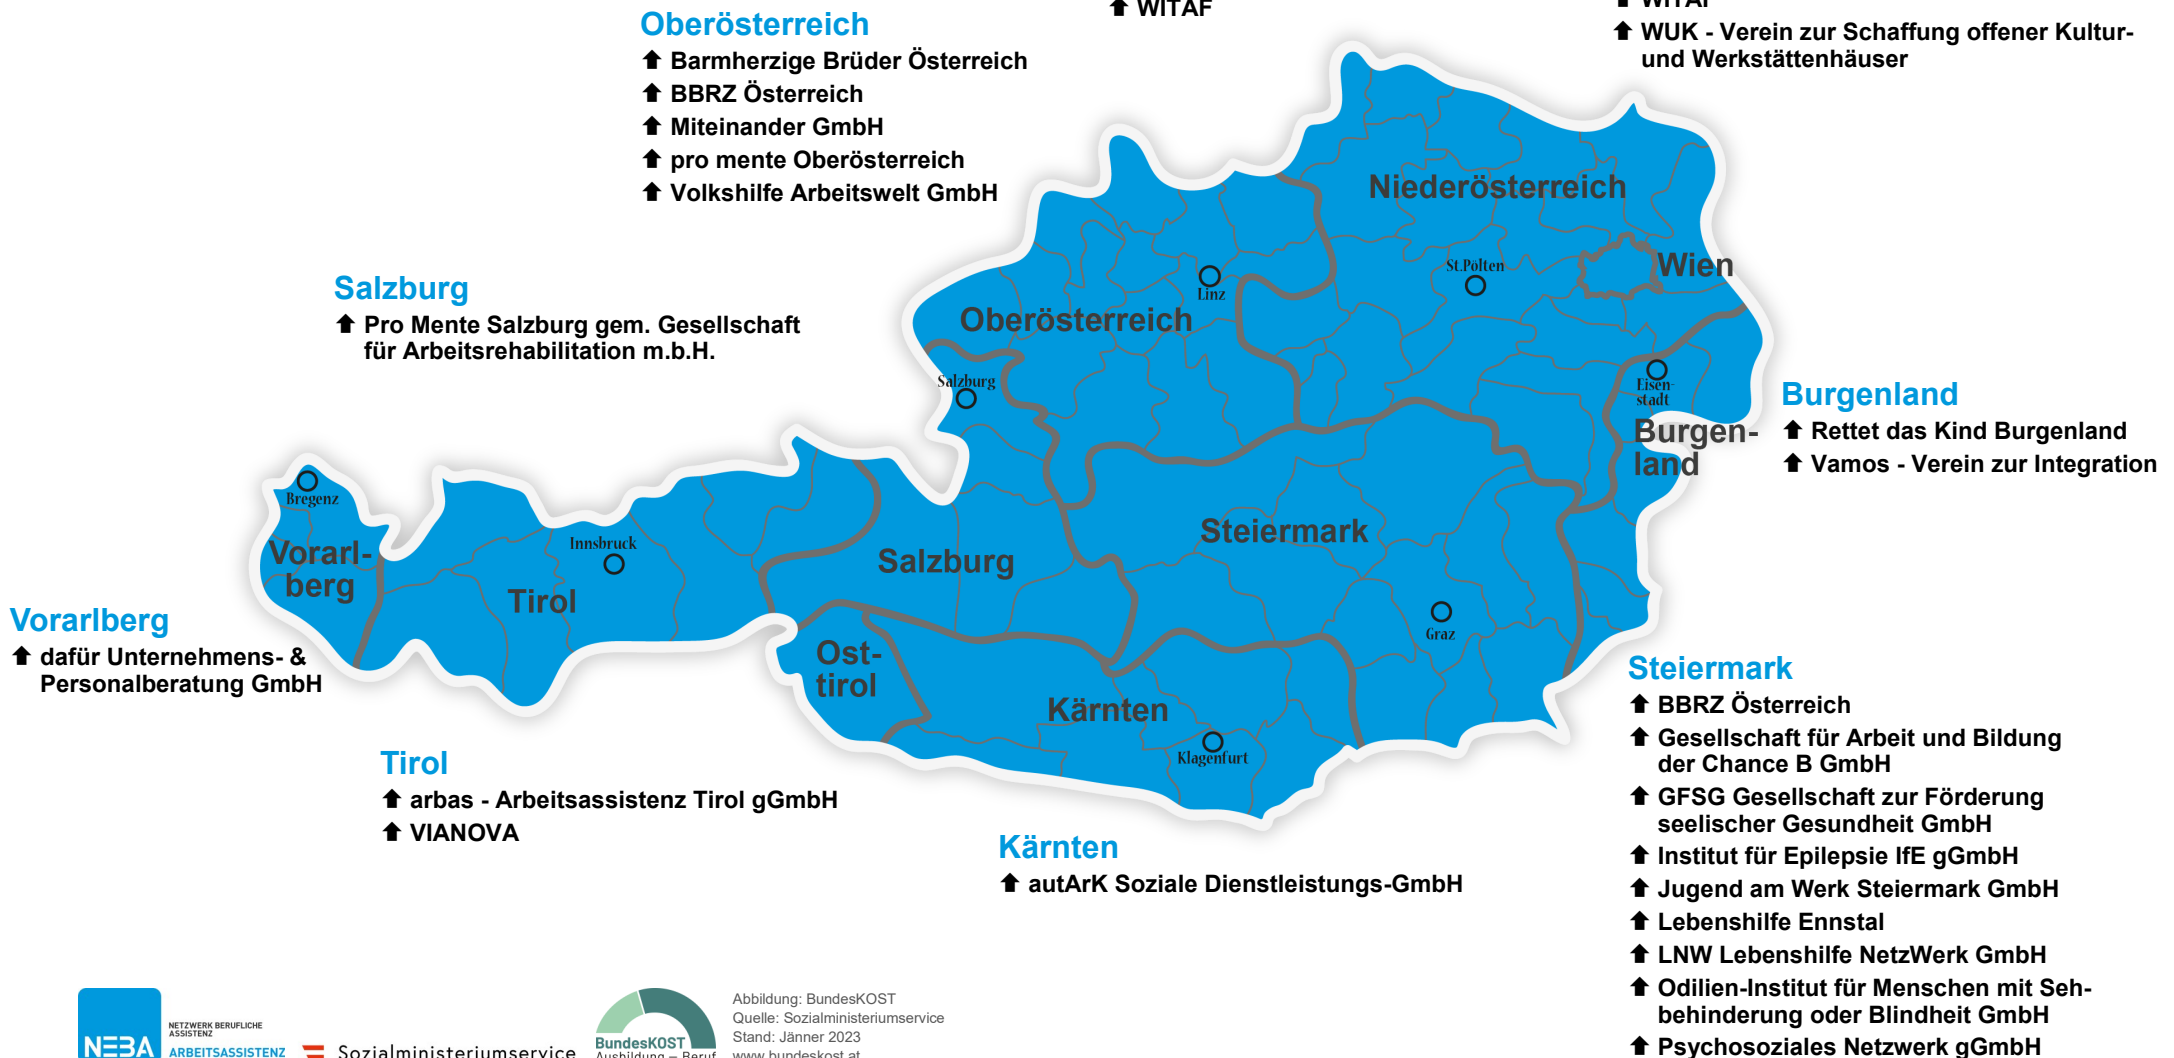 WITAF
WITAF
WUK - Verein zur Schaffung offener Kultur-
und Werkstättenhäuser
Oberösterreich
Barmherzige Brüder Österreich
BBRZ Österreich
Miteinander GmbH
pro mente Oberösterreich
Volkshilfe Arbeitswelt GmbH
Salzburg
Pro Mente Salzburg gem. Gesellschaft
für Arbeitsrehabilitation m.b.H.
Niederösterreich
St.Pölten
Wien
Linz
Oberösterreich
Salzburg
Eisen-
stadt
Burgen-
land
Burgenland
Rettet das Kind Burgenland
Vamos - Verein zur Integration
Bregenz
Vorarl-
berg
Innsbruck
Tirol
Salzburg
Steiermark
Graz
Ost-
tirol
Kärnten
Klagenfurt
Vorarlberg
dafür Unternehmens- &
Personalberatung GmbH
Tirol
arbas - Arbeitsassistenz Tirol gGmbH
VIANOVA
Kärnten
autArK Soziale Dienstleistungs-GmbH
Steiermark
BBRZ Österreich
Gesellschaft für Arbeit und Bildung
der Chance B GmbH
GFSG Gesellschaft zur Förderung
seelischer Gesundheit GmbH
Institut für Epilepsie IfE gGmbH
Jugend am Werk Steiermark GmbH
Lebenshilfe Ennstal
LNW Lebenshilfe NetzWerk GmbH
Odilien-Institut für Menschen mit Seh-
behinderung oder Blindheit GmbH
Psychosoziales Netzwerk gGmbH
NEBA
NETZWERK BERUFLICHE
ASSISTENZ
ARBEITSASSISTENZ
Sozialministeriumservice
BundesKOST
Ausbildung – Beruf
Abbildung: BundesKOST
Quelle: Sozialministeriumservice
Stand: Jänner 2023
www.bundeskost.at